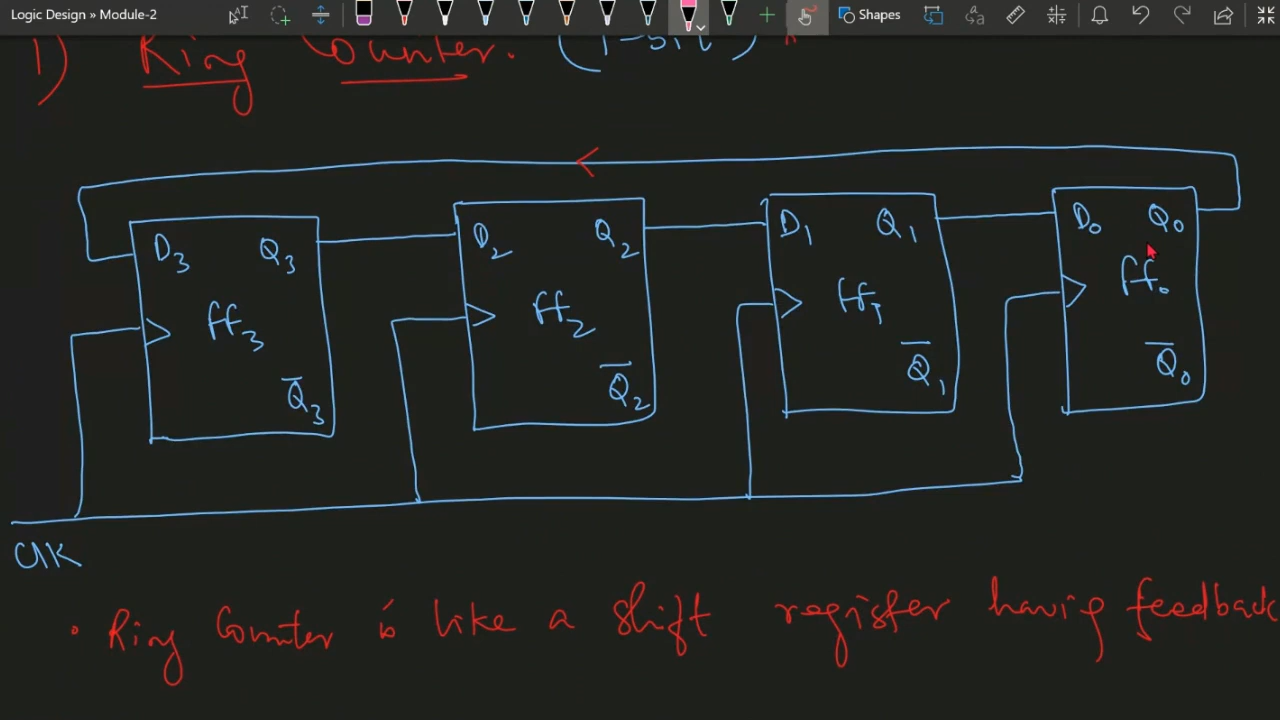 Logic Design » Module-2
Shapes
1) Ring Counter.
D3 Q3 D2 Q2 D1 Q1 D0 Q0
ff3 ff2 ff1 ff0
Q̅3 Q̅2 Q̅1 Q̅0
Clk
• Ring Counter is like a shift register having feedback